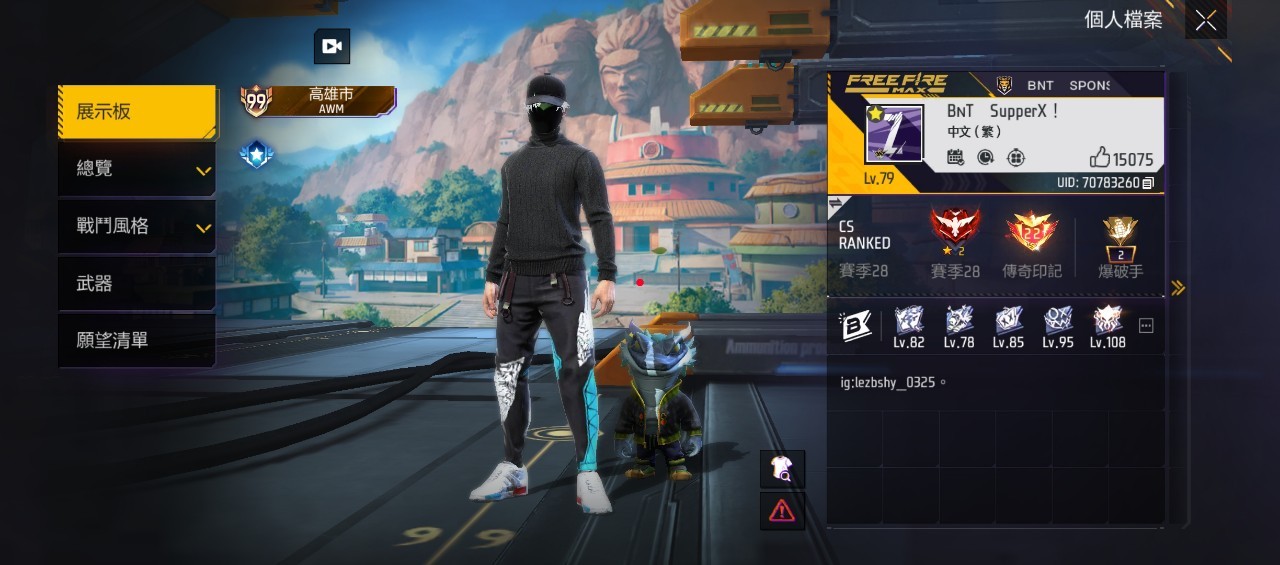 個人檔案
展示板
總覽
戰鬥風格
武器
願望清單
99
高雄市
AWM
FREE FIRE
MAX
BNT SPONS
BNT SupperX！
中文(繁)
15075
Lv.79
UID: 70783260
CS
RANKED
賽季28
2
賽季28
22
傳奇印記
2
爆破手
Lv.82 Lv.78 Lv.85 Lv.95 Lv.108
ig:lezbshy_0325。
99